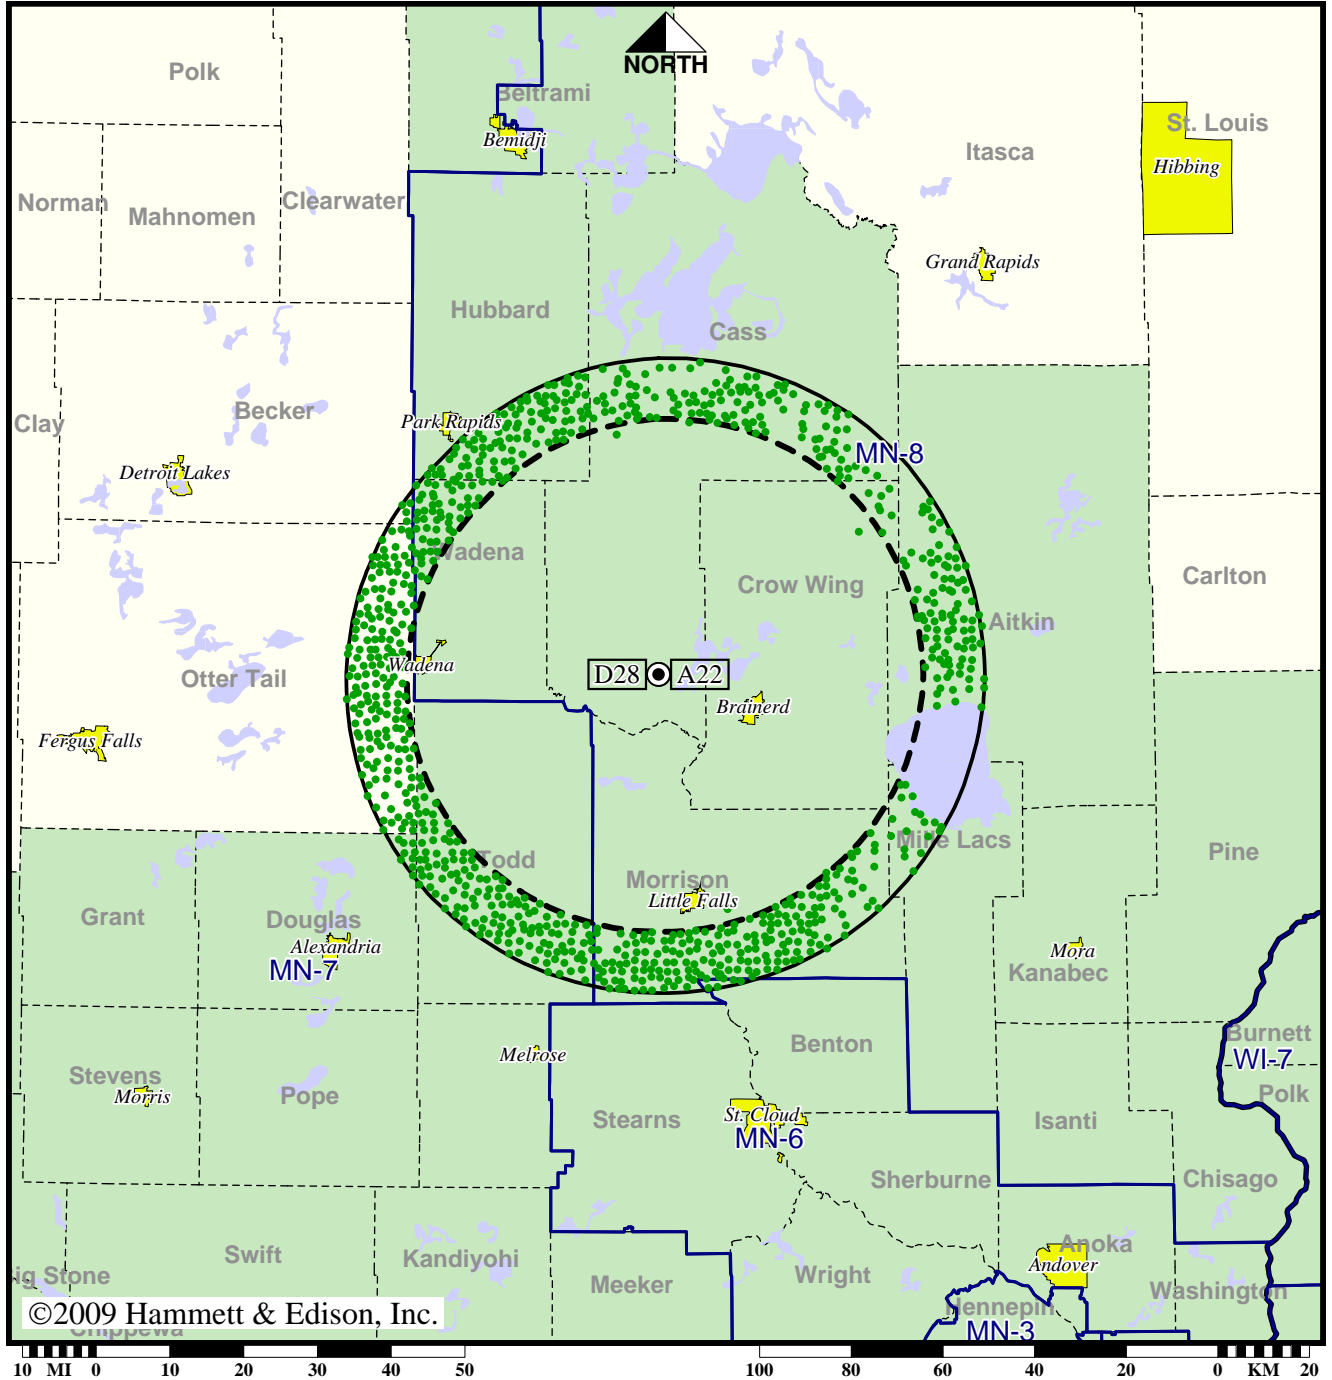 NORTH
Polk
Beltrami
Bemidji
St. Louis
Hibbing
Itasca
Norman
Mahnomen
Clearwater
Grand Rapids
Hubbard
Cass
Becker
Clay
Park Rapids
MN-8
Detroit Lakes
Wadena
Crow Wing
Carlton
Aitkin
Wadena
Otter Tail
D28
A22
Brainerd
Fergus Falls
Mille Lacs
Pine
Todd
Morrison
Little Falls
Grant
Douglas
Alexandria
MN-7
Mora
Kanabec
Burnett
WI-7
Polk
Benton
Melrose
Stevens
Morris
Pope
Stearns
St. Cloud
MN-6
Isanti
Sherburne
Chisago
Swift
Kandiyohi
Anoka
Andover
ig Stone
Meeker
Wright
Washington
Hennepin
MN-3
©2009 Hammett & Edison, Inc.
Chippewa
10 MI 0 10 20 30 40 50 100 80 60 40 20 0 KM 20